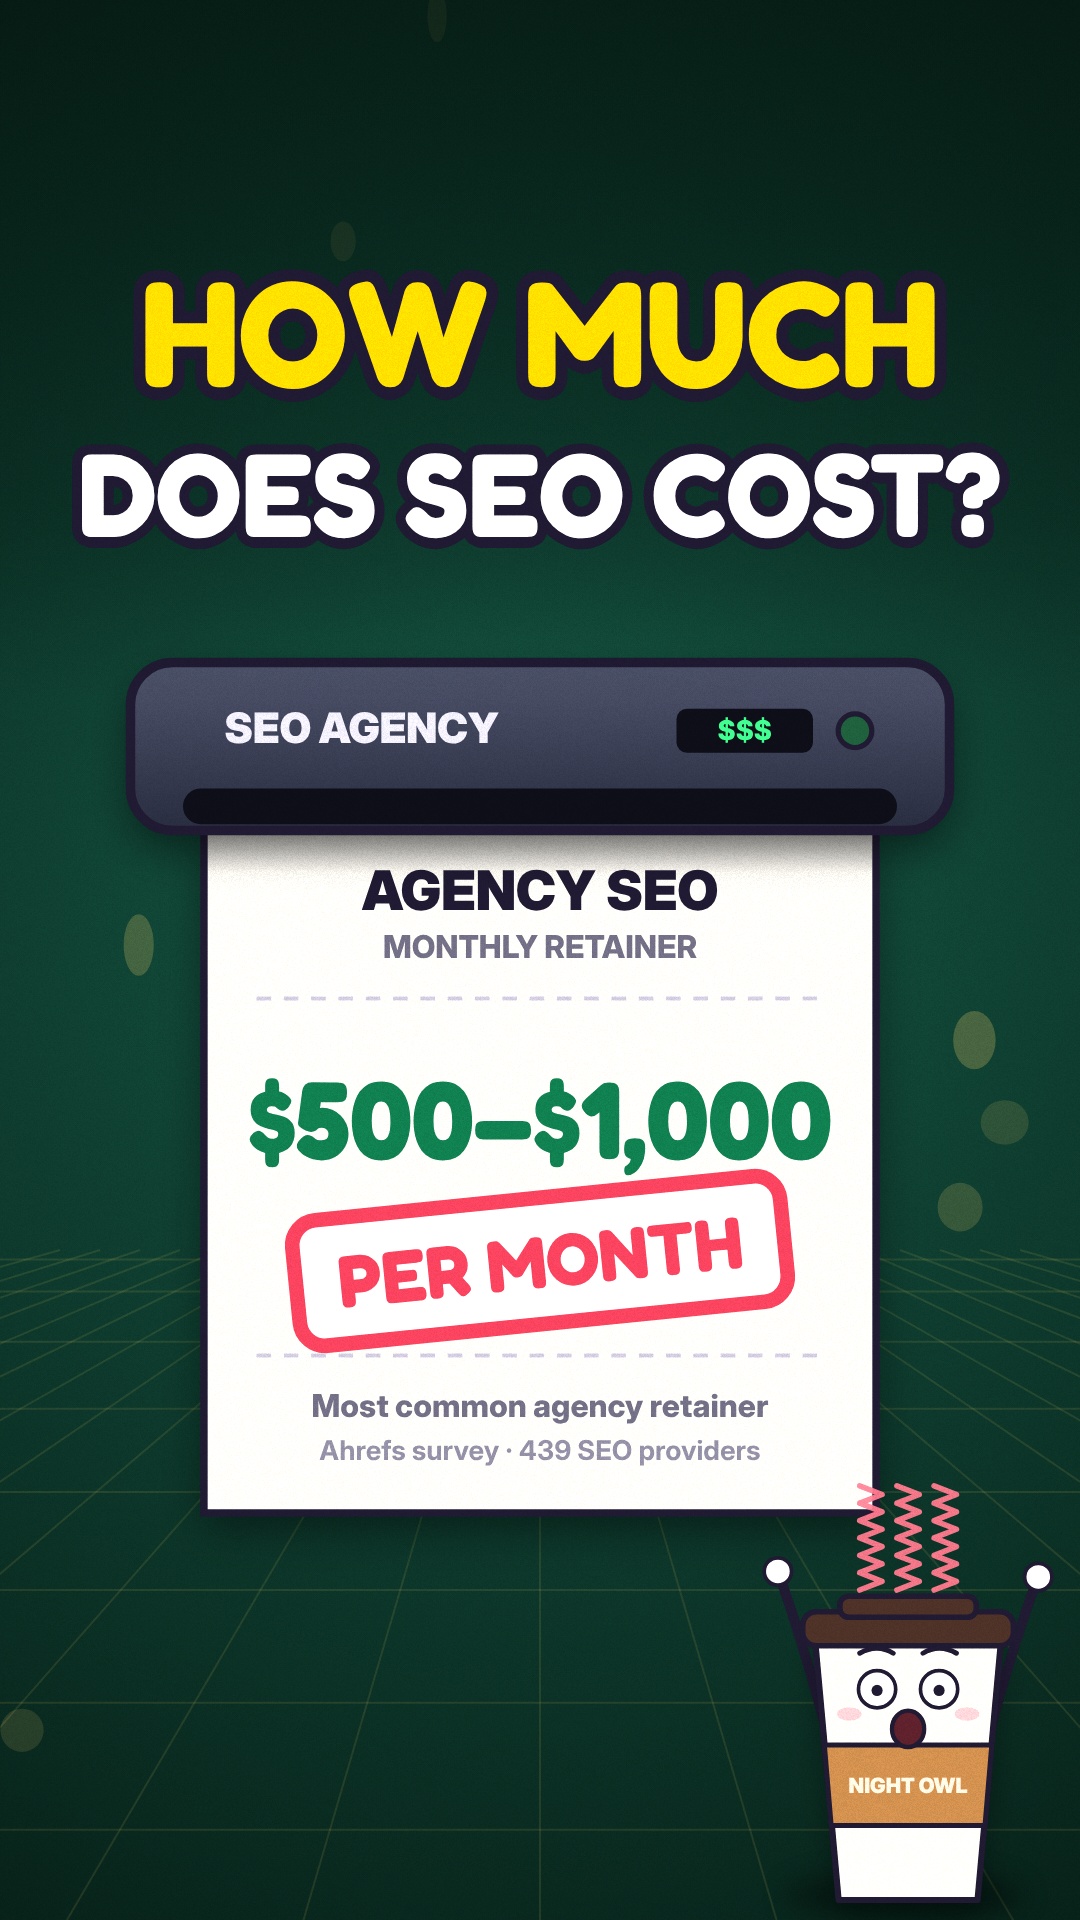 HOW MUCH
DOES SEO COST?
SEO AGENCY
$$$
AGENCY SEO
MONTHLY RETAINER
$500–$1,000
PER MONTH
Most common agency retainer
Ahrefs survey · 439 SEO providers
NIGHT OWL